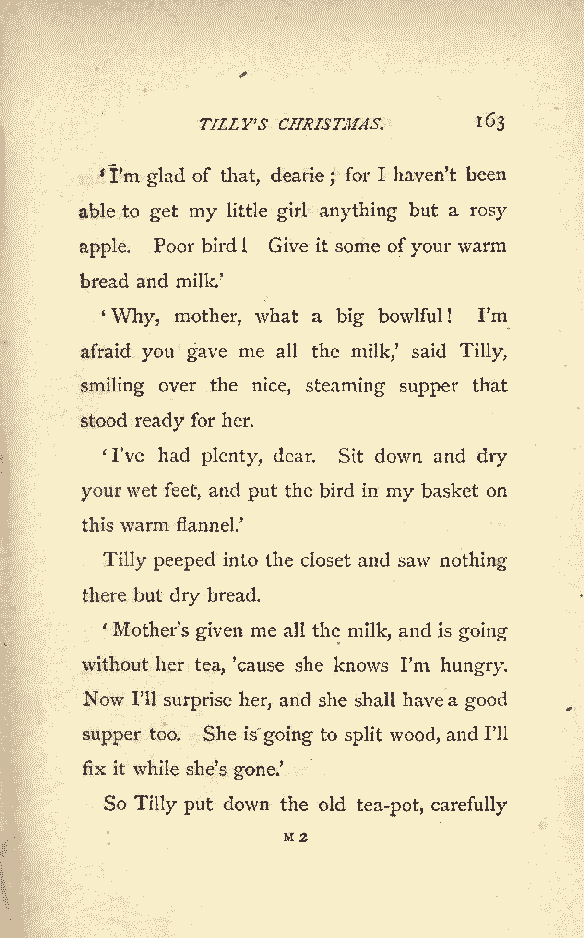 TILLY'S CHRISTMAS. 163
'I'm glad of that, dearie; for I haven't been
able to get my little girl anything but a rosy
apple. Poor bird! Give it some of your warm
bread and milk.'
'Why, mother, what a big bowlful! I'm
afraid you gave me all the milk,' said Tilly,
smiling over the nice, steaming supper that
stood ready for her.
'I've had plenty, dear. Sit down and dry
your wet feet, and put the bird in my basket on
this warm flannel.'
Tilly peeped into the closet and saw nothing
there but dry bread.
'Mother's given me all the milk, and is going
without her tea, 'cause she knows I'm hungry.
Now I'll surprise her, and she shall have a good
supper too. She is going to split wood, and I'll
fix it while she's gone.'
So Tilly put down the old tea-pot, carefully
M 2